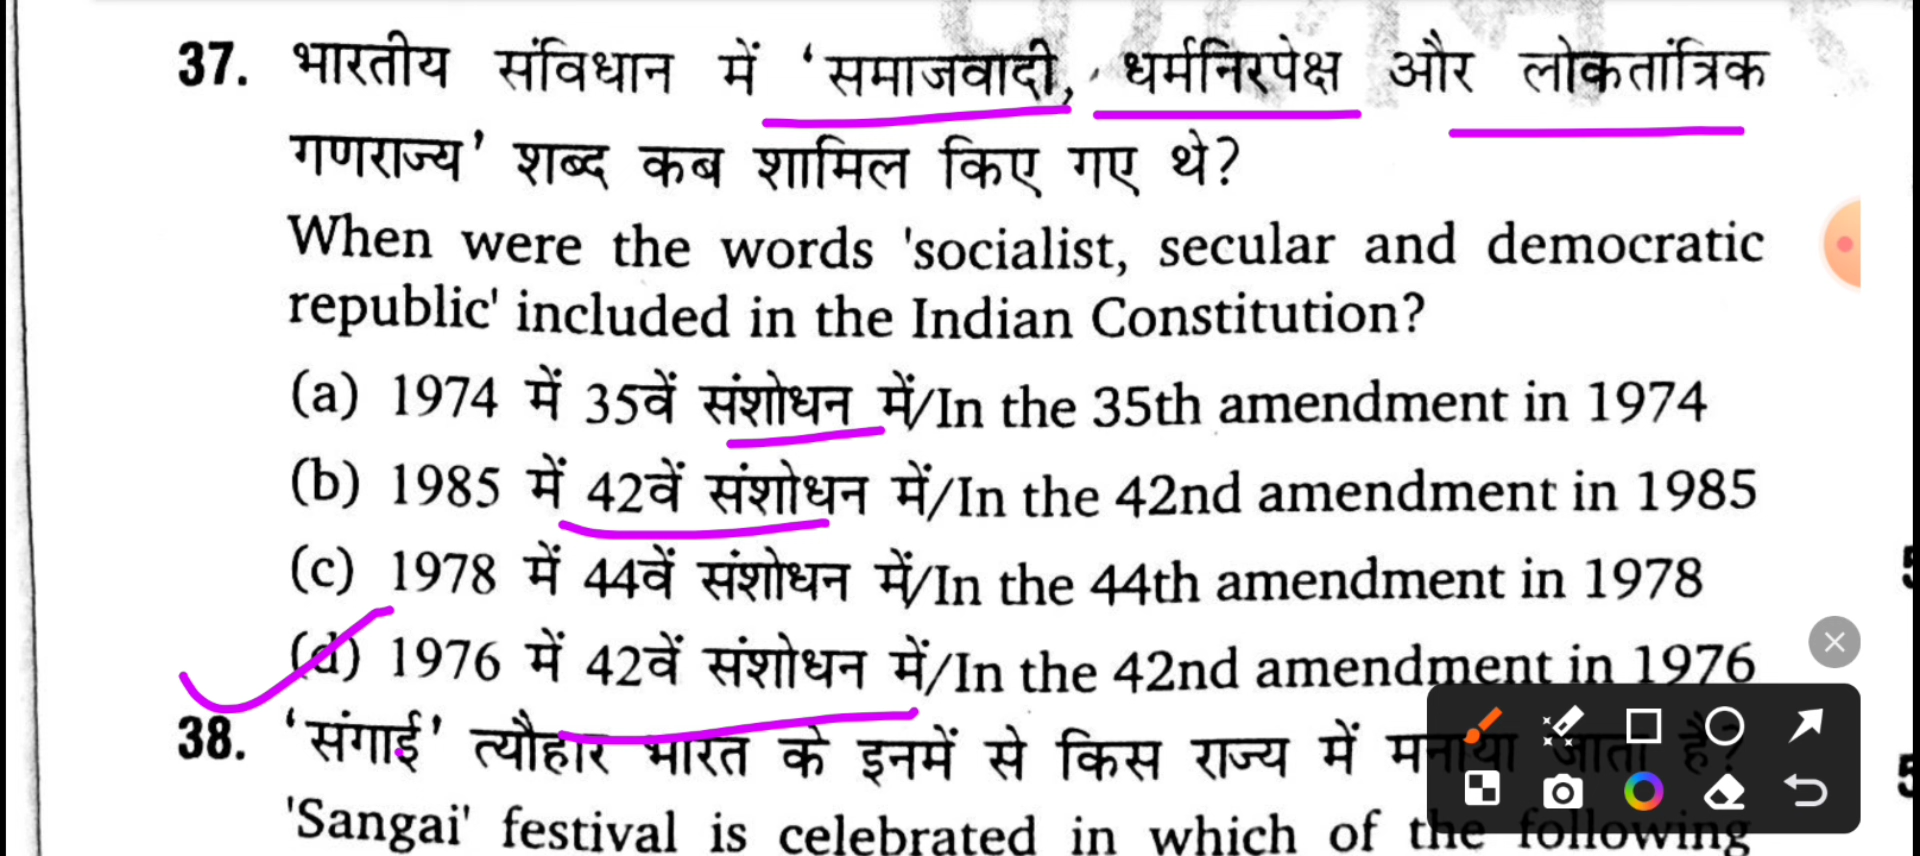 37. भारतीय संविधान में 'समाजवादी, धर्मनिरपेक्ष और लोकतांत्रिक
गणराज्य' शब्द कब शामिल किए गए थे?
When were the words 'socialist, secular and democratic
republic' included in the Indian Constitution?
(a) 1974 में 35वें संशोधन में/In the 35th amendment in 1974
(b) 1985 में 42वें संशोधन में/In the 42nd amendment in 1985
(c) 1978 में 44वें संशोधन में/In the 44th amendment in 1978
(d) 1976 में 42वें संशोधन में/In the 42nd amendment in 1976
38. 'संगाई' त्यौहार भारत के इनमें से किस राज्य में मनाया जाता है?
'Sangai' festival is celebrated in which of the following